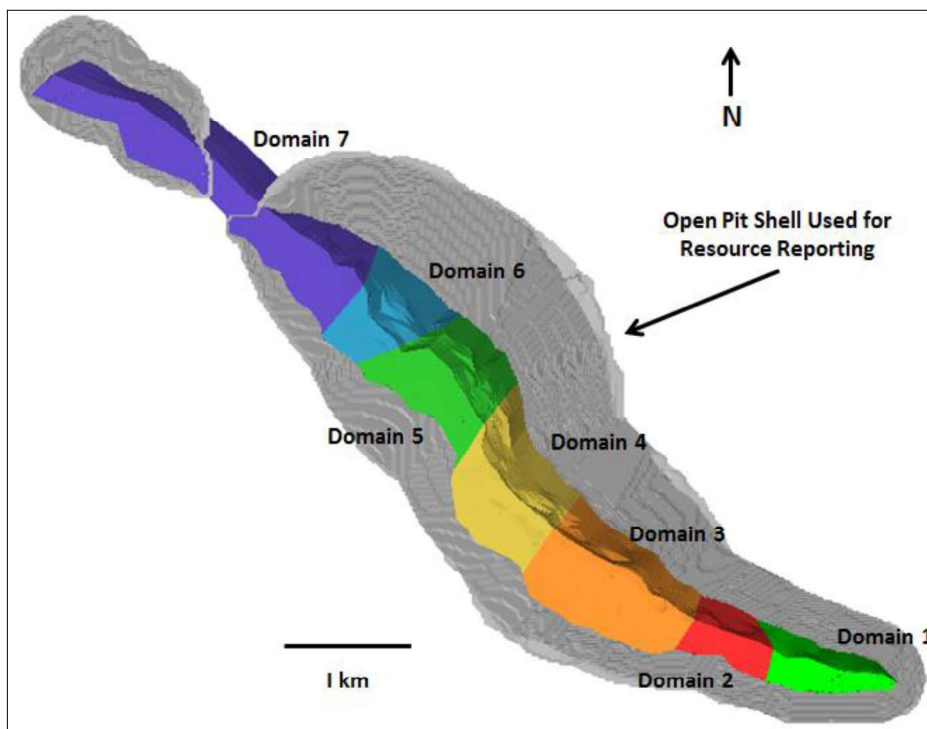 N
Domain 7
Open Pit Shell Used for
Resource Reporting
Domain 6
Domain 5
Domain 4
Domain 3
Domain 1
Domain 2
1 km